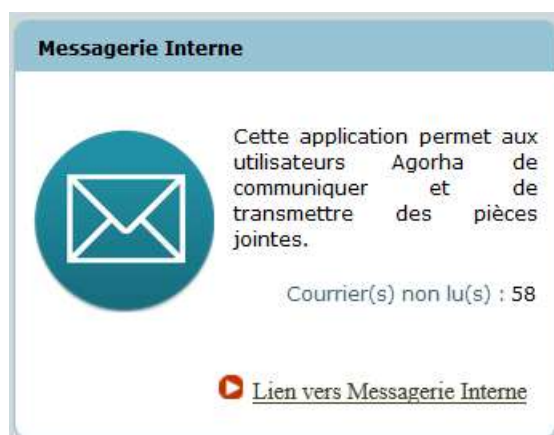 Messagerie Interne
Cette application permet aux
utilisateurs Agorha de
communiquer et de
transmettre des pièces
jointes.
Courrier(s) non lu(s) : 58
Lien vers Messagerie Interne